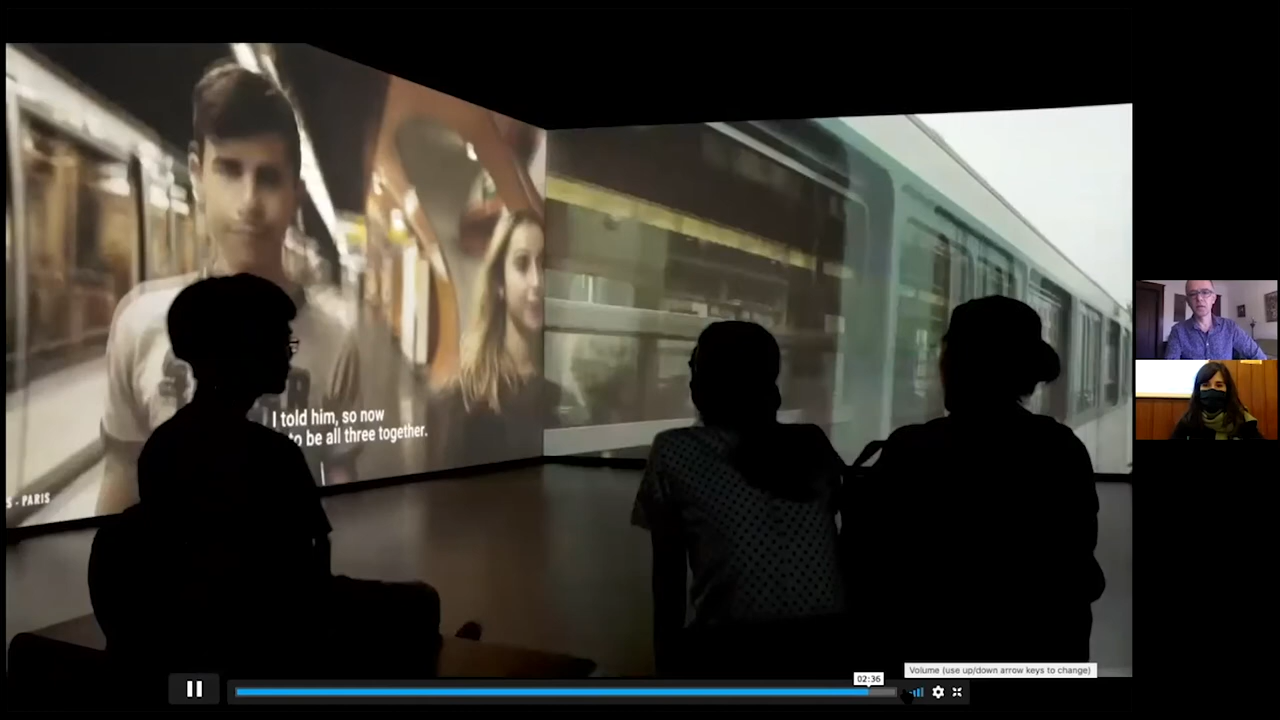 I told him, so now
to be all three together.
S - PARIS
Volume (use up/down arrow keys to change)
02:36